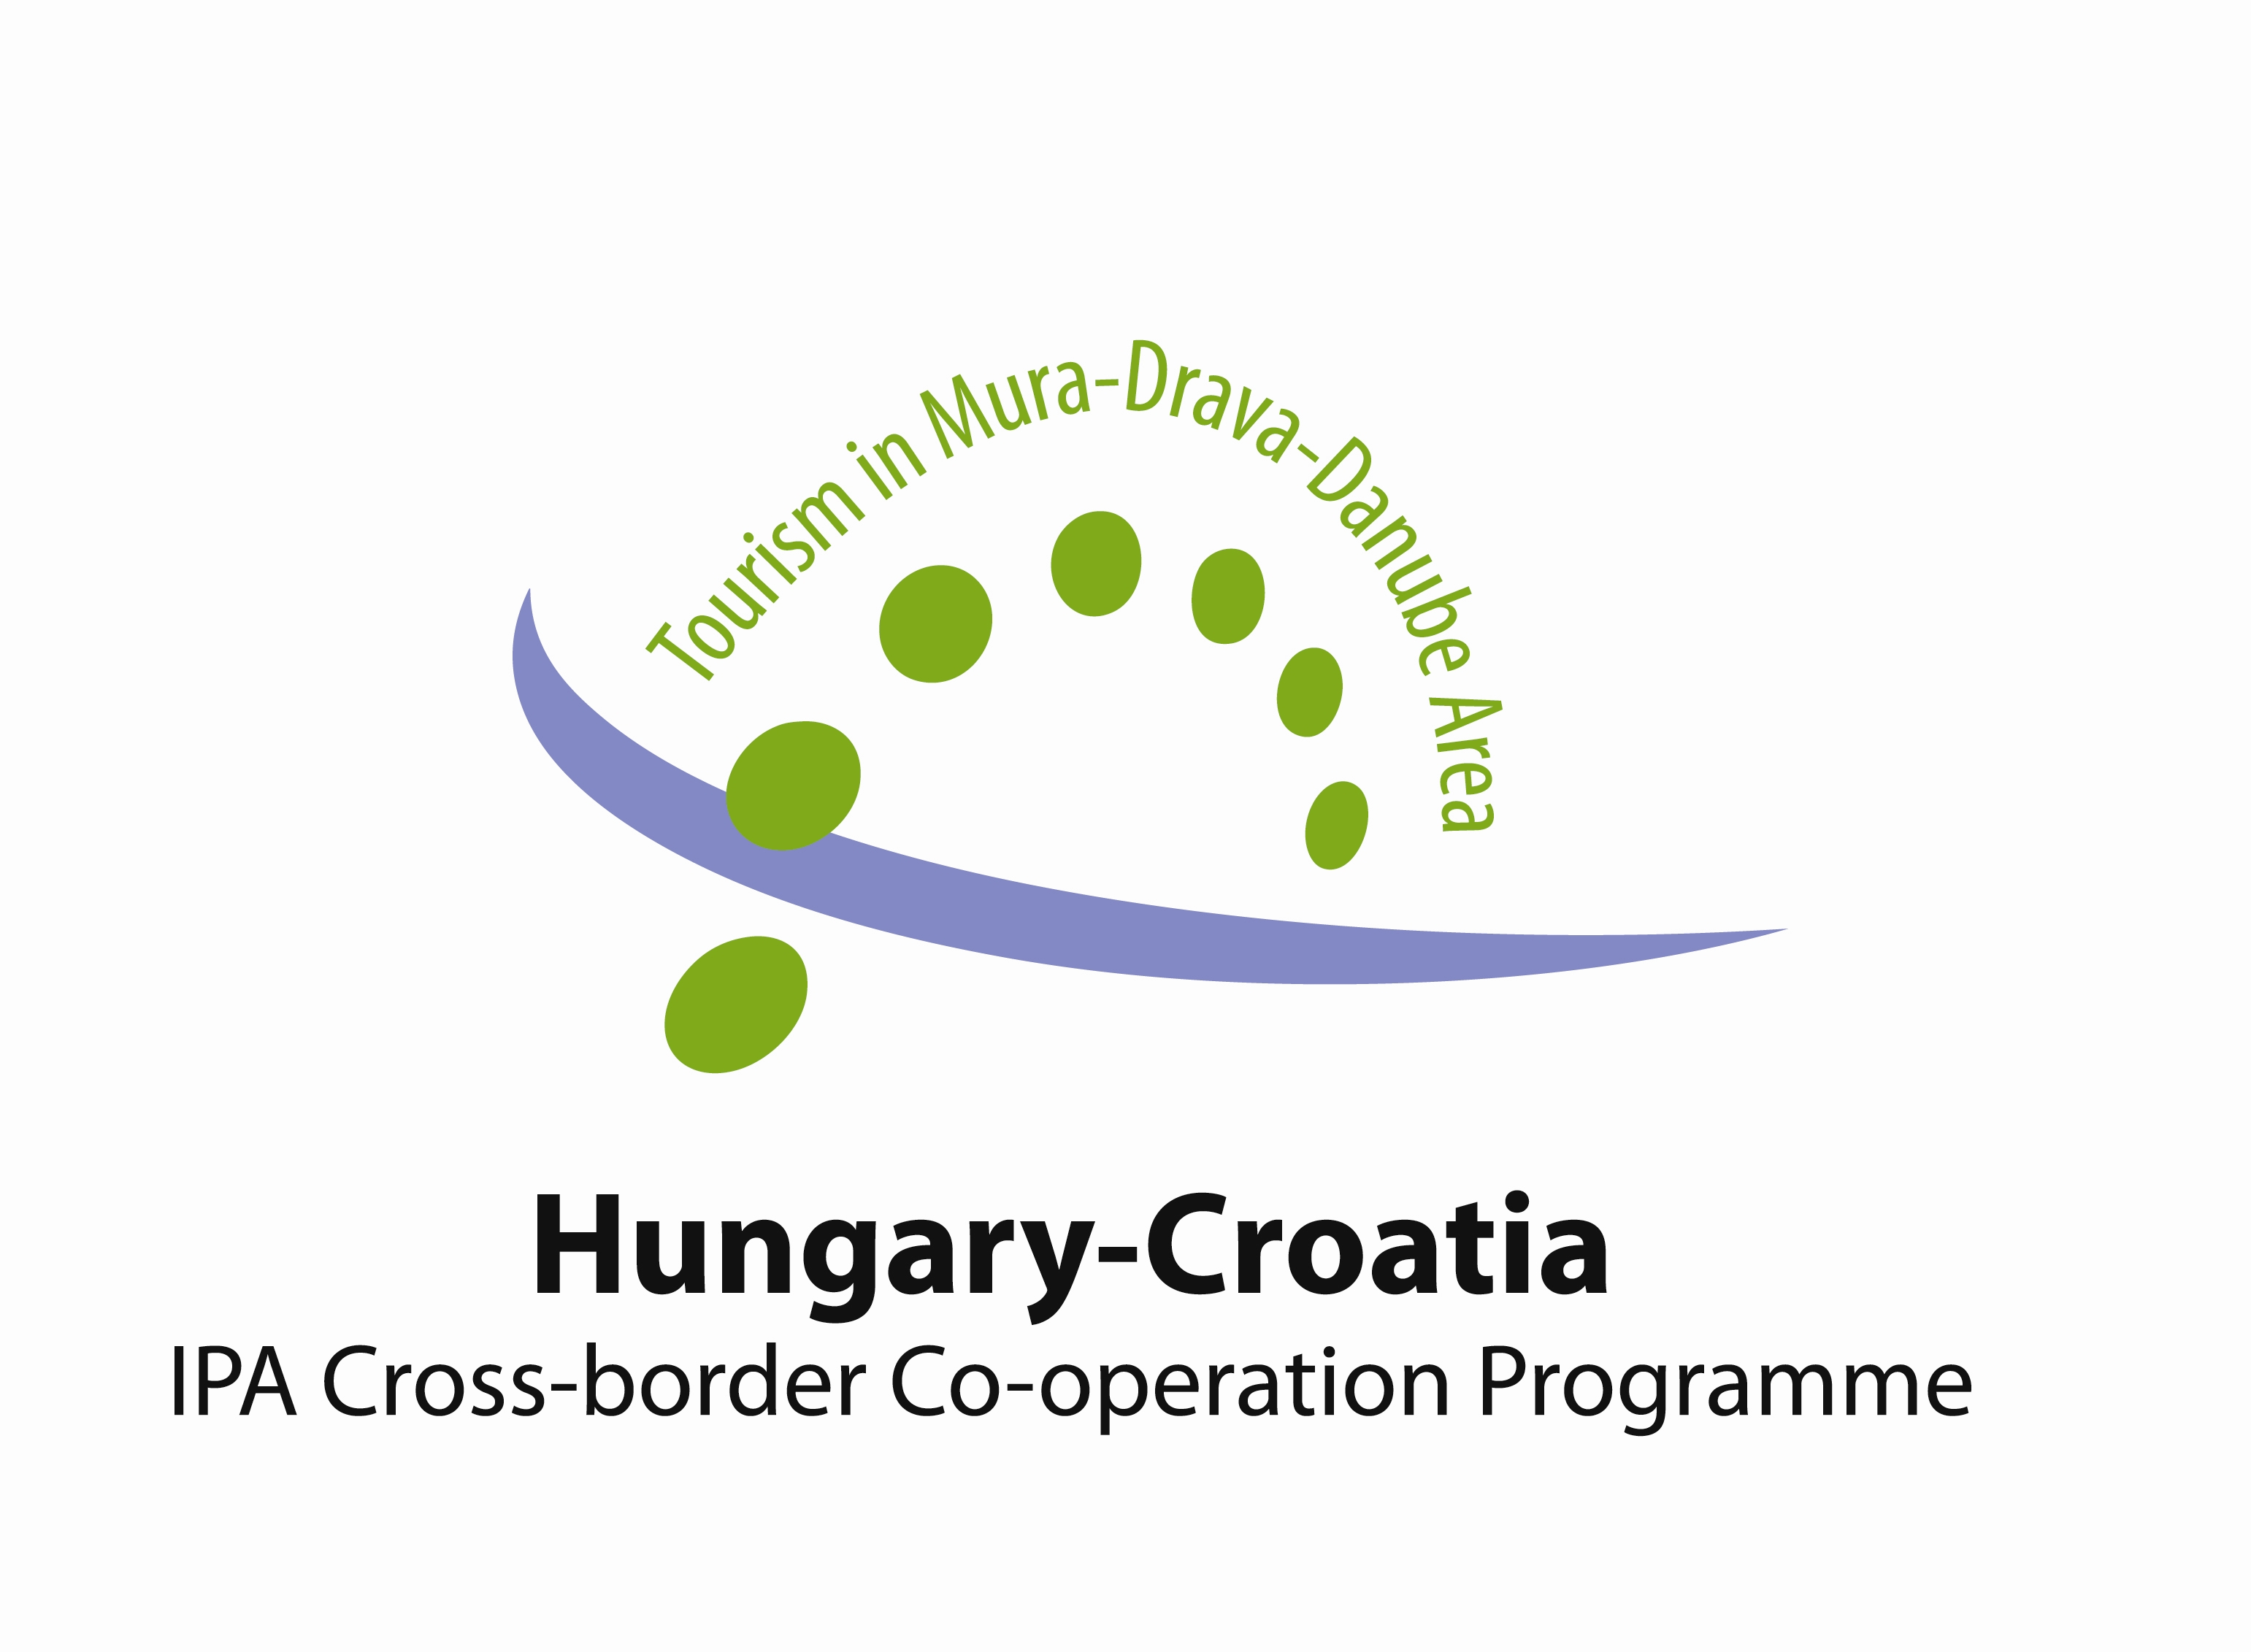 Tourism in Mura-Drava-Danube Area
Hungary-Croatia
IPA Cross-border Co-operation Programme